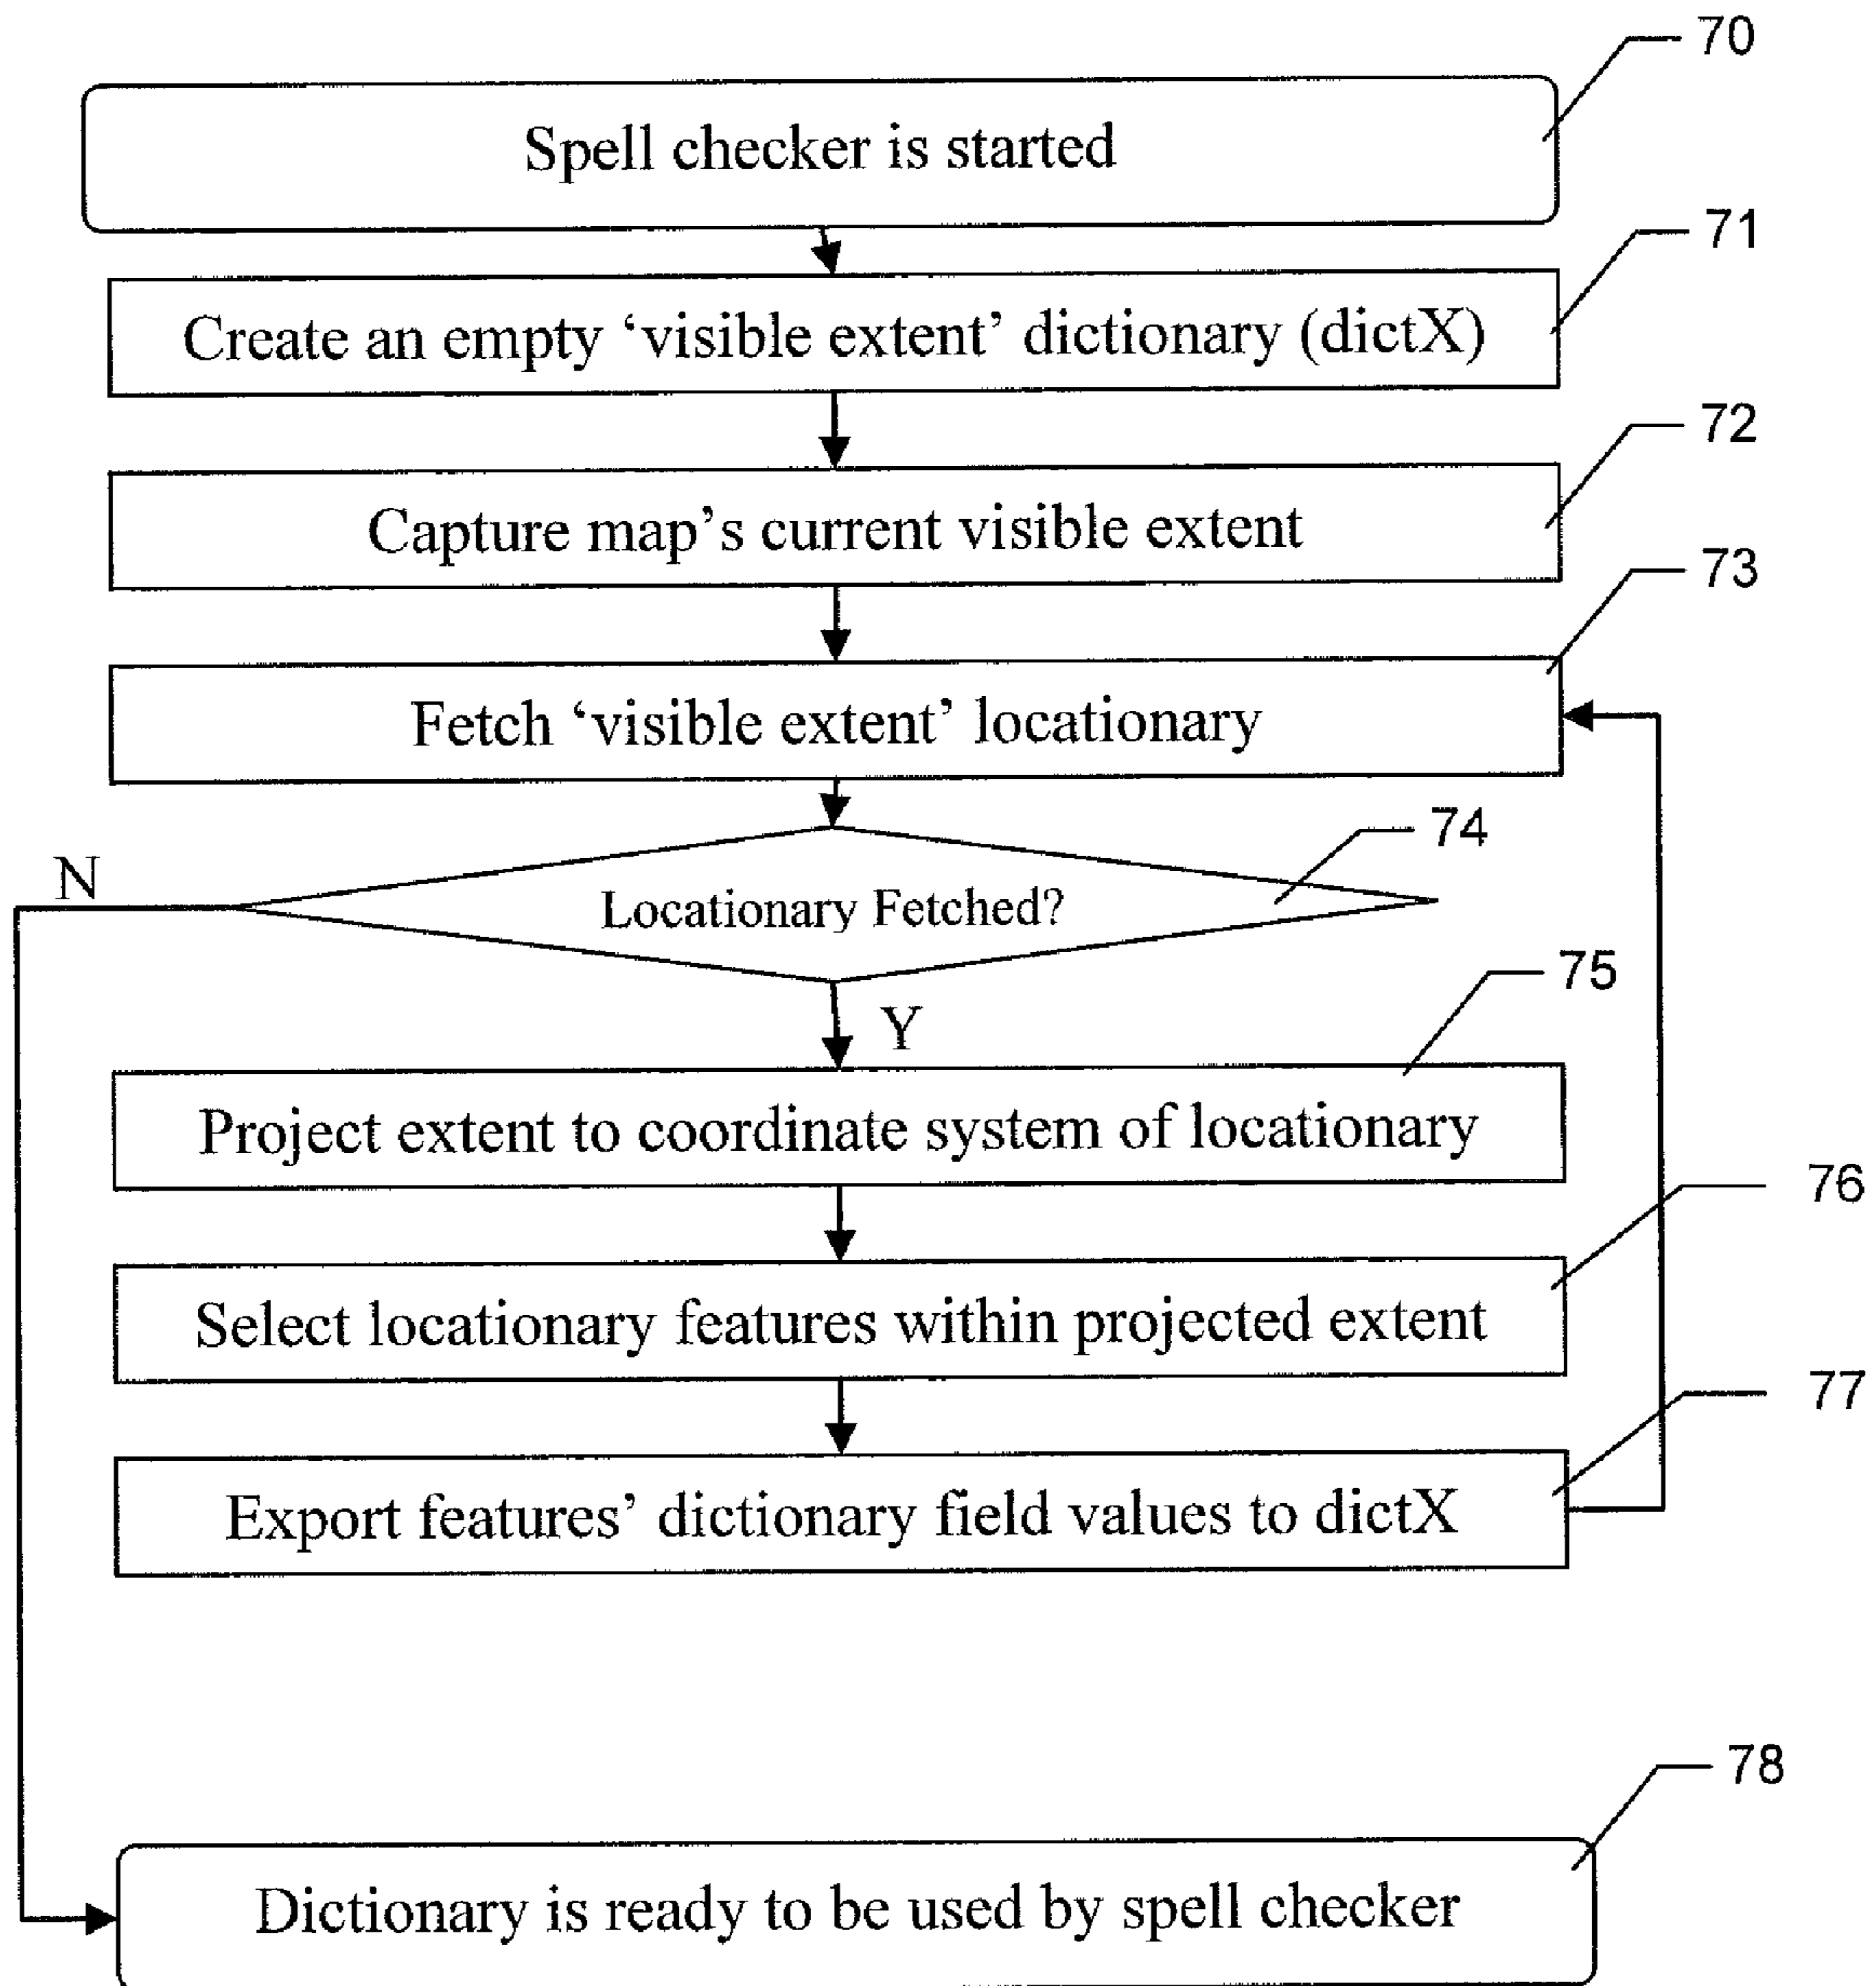 70
Spell checker is started
71
Create an empty ‘visible extent’ dictionary (dictX)
72
Capture map’s current visible extent
73
Fetch ‘visible extent’ locationary
74
N
Locationary Fetched?
75
Y
Project extent to coordinate system of locationary
76
Select locationary features within projected extent
77
Export features’ dictionary field values to dictX
78
Dictionary is ready to be used by spell checker